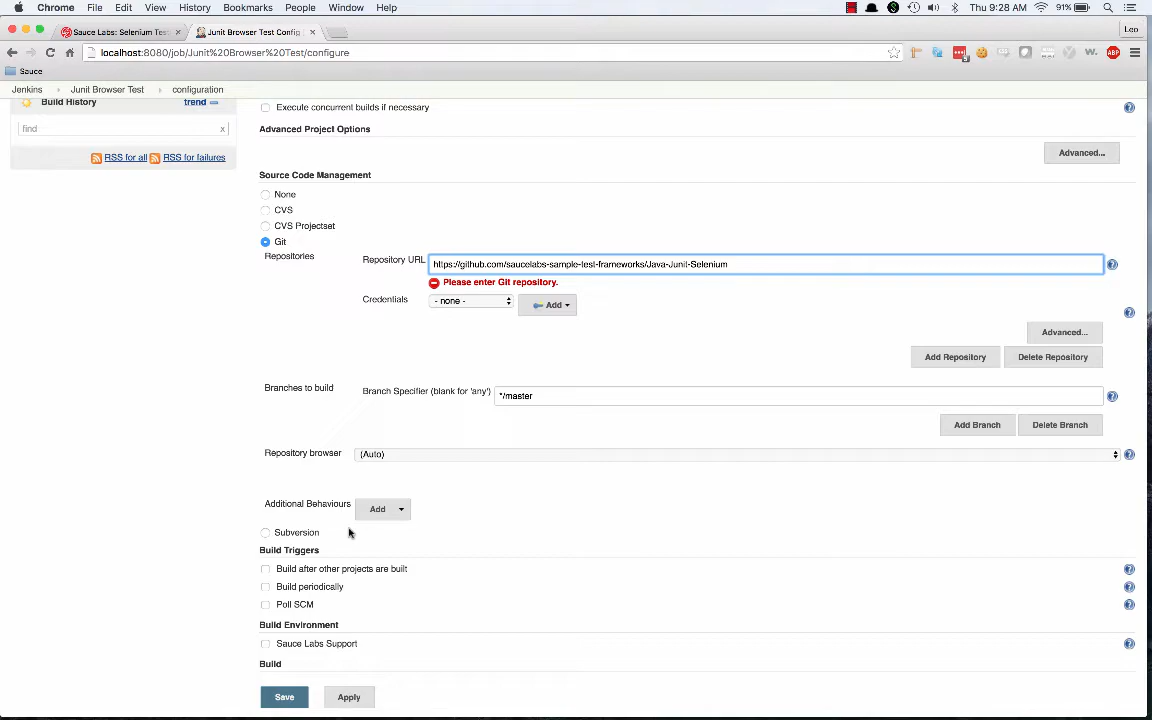 Chrome File Edit View History Bookmarks People Window Help Thu 9:28 AM 91%
Sauce Labs: Selenium Test Junit Browser Test Config Leo
localhost:8080/job/Junit%20Browser%20Test/configure
Sauce
Jenkins Junit Browser Test configuration
Build History trend
find x
RSS for all RSS for failures
Execute concurrent builds if necessary
Advanced Project Options
Advanced...
Source Code Management
None
CVS
CVS Projectset
Git
Repositories
Repository URL https://github.com/saucelabs-sample-test-frameworks/Java-Junit-Selenium
Please enter Git repository.
Credentials - none - Add
Advanced...
Add Repository Delete Repository
Branches to build
Branch Specifier (blank for 'any') */master
Add Branch Delete Branch
Repository browser (Auto)
Additional Behaviours Add
Subversion
Build Triggers
Build after other projects are built
Build periodically
Poll SCM
Build Environment
Sauce Labs Support
Build
Save Apply